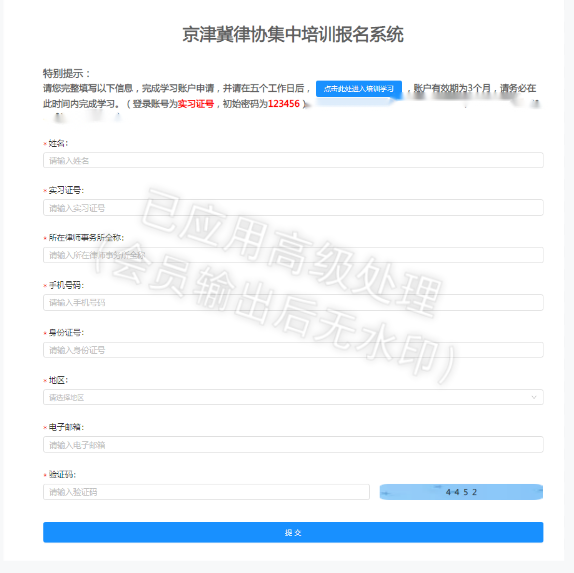 京津冀律协集中培训报名系统
特别提示：
请您完整填写以下信息，完成学习账户申请，并请在五个工作日后， 点击此处进入培训学习 ，账户有效期为3个月，请务必在
此时间内完成学习。（登录账号为实习证号，初始密码为123456）
* 姓名:
请输入姓名
* 实习证号:
请输入实习证号
* 所在律师事务所全称:
请输入所在律师事务所全称
* 手机号码:
请输入手机号码
* 身份证号:
请输入身份证号
* 地区:
请选择地区
* 电子邮箱:
请输入电子邮箱
* 验证码:
请输入验证码 4 4 5 2
提 交
已应用高级处理
（会员输出后无水印）